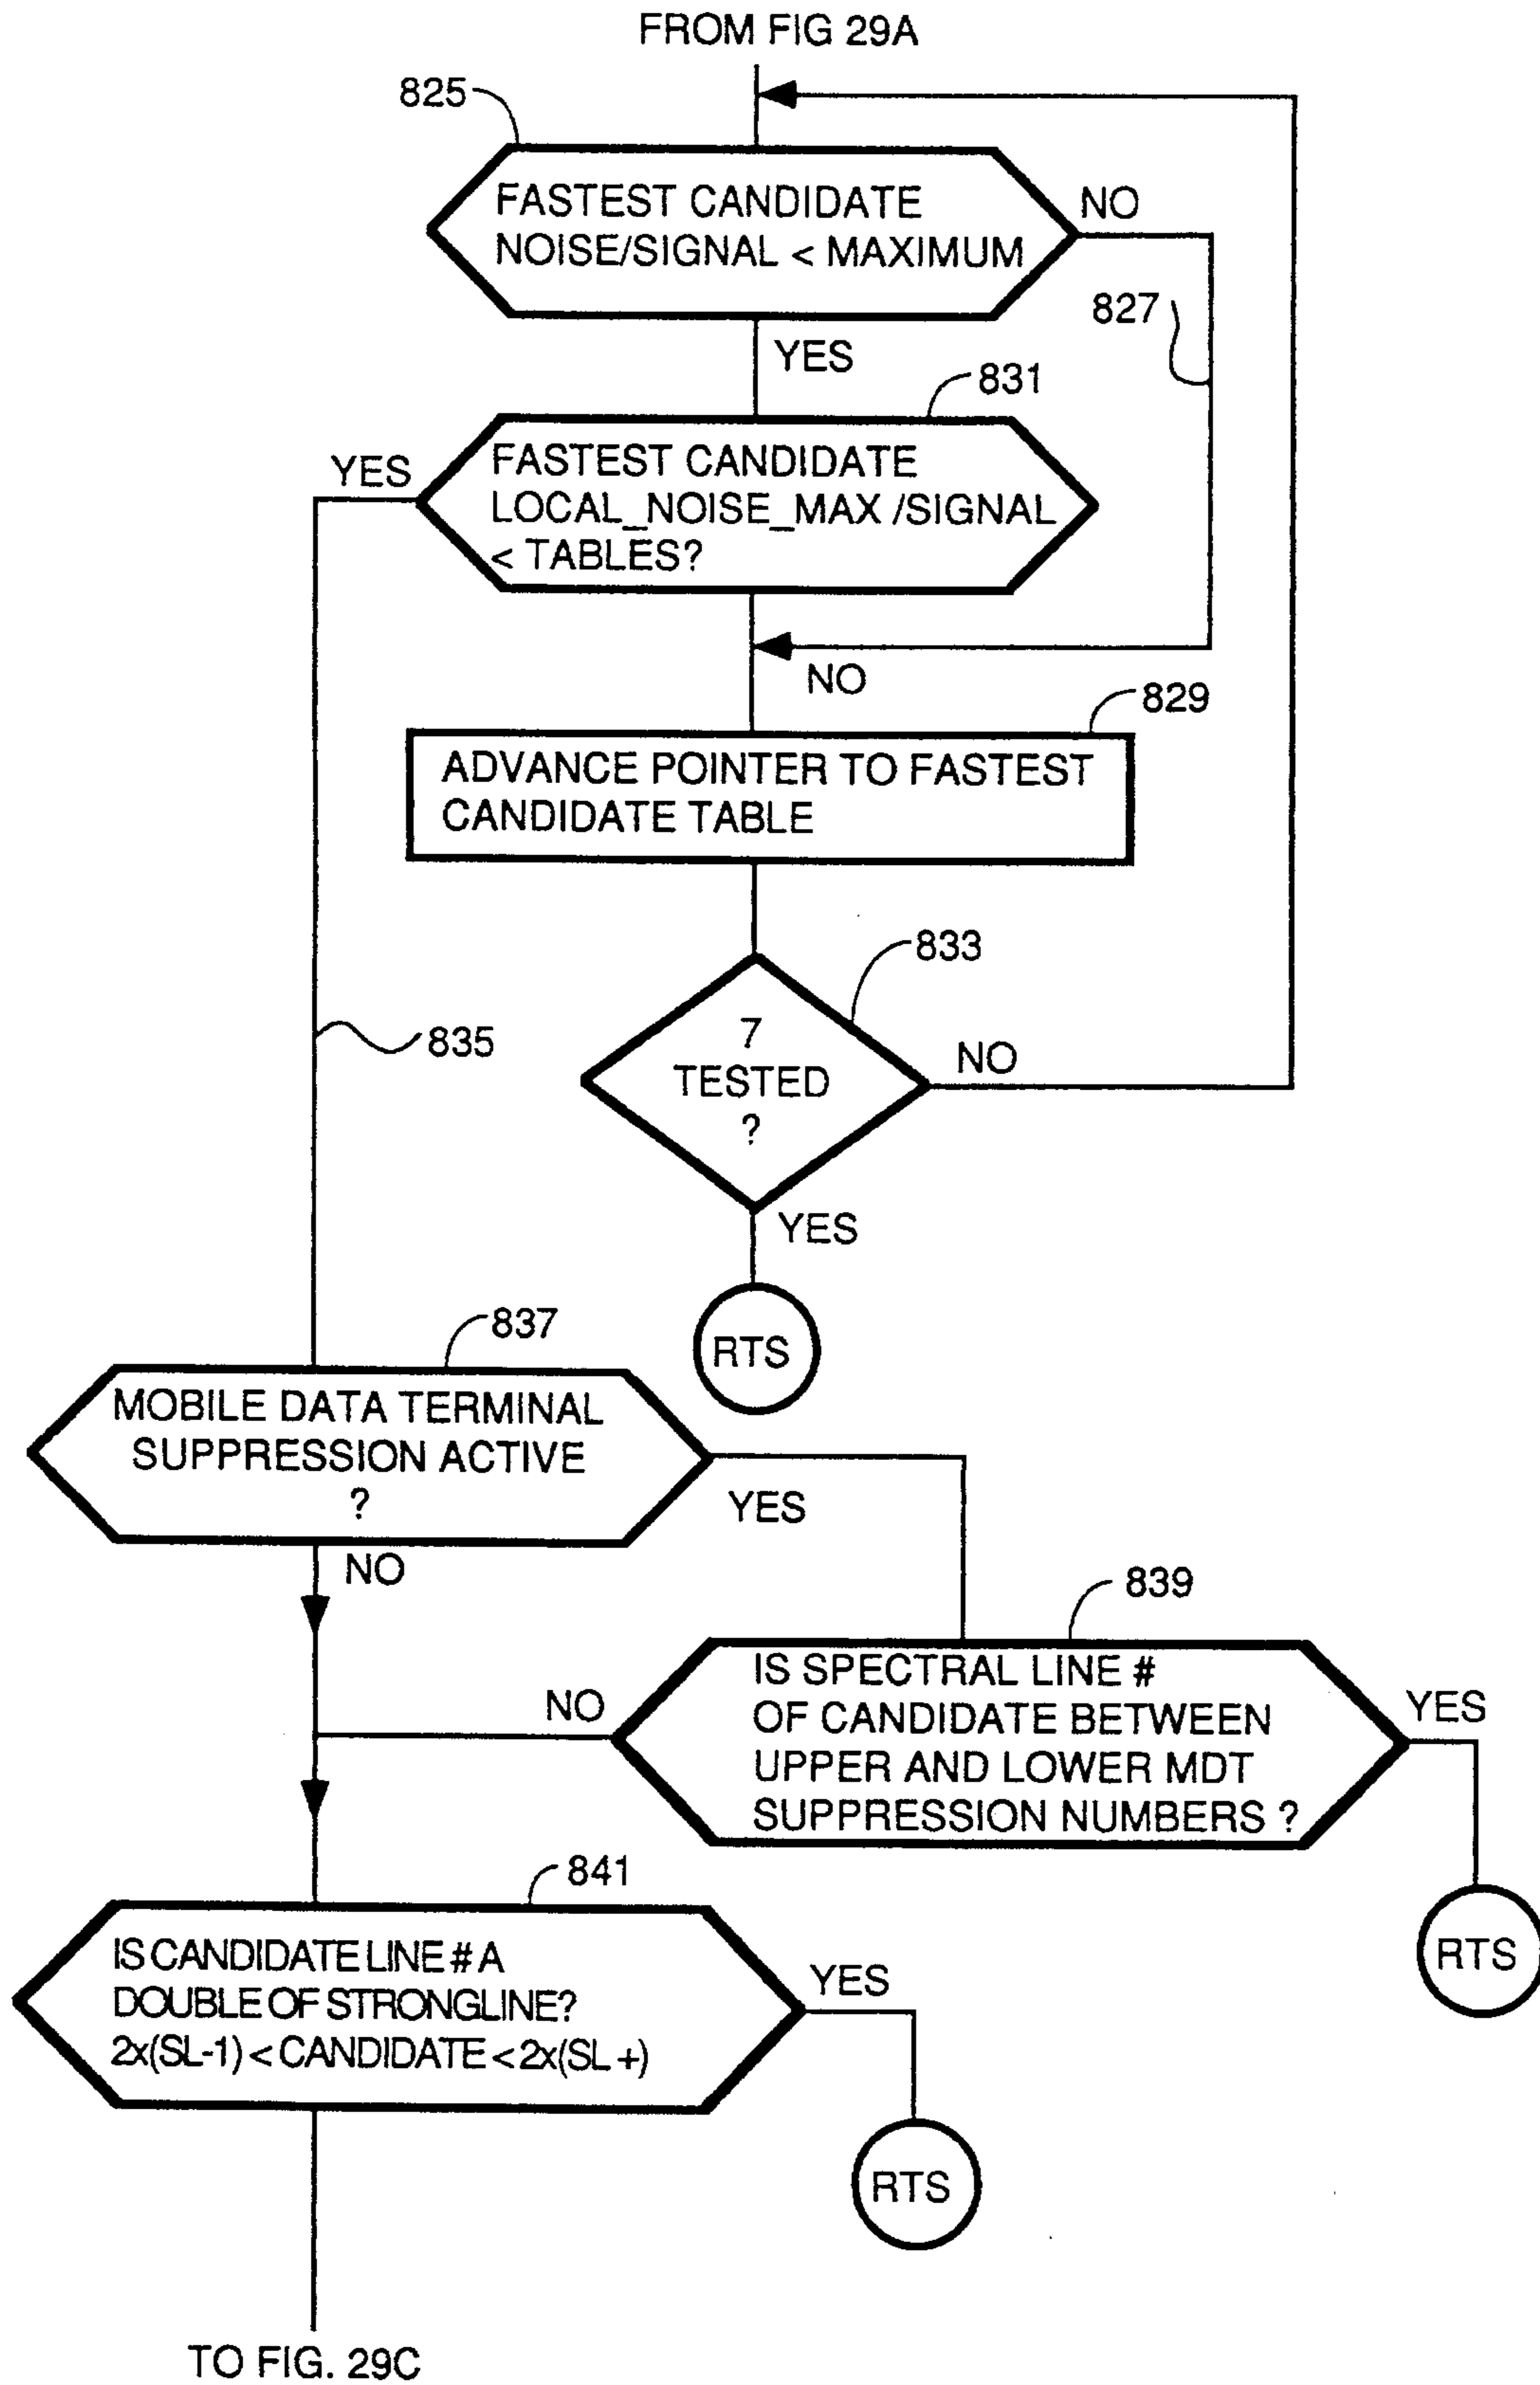 FROM FIG 29A
825
FASTEST CANDIDATE
NOISE/SIGNAL < MAXIMUM
NO
827
YES
831
YES
FASTEST CANDIDATE
LOCAL_NOISE_MAX /SIGNAL
< TABLES?
NO
829
ADVANCE POINTER TO FASTEST
CANDIDATE TABLE
833
7
TESTED
?
NO
835
YES
RTS
837
MOBILE DATA TERMINAL
SUPPRESSION ACTIVE
?
YES
NO
839
IS SPECTRAL LINE #
OF CANDIDATE BETWEEN
UPPER AND LOWER MDT
SUPPRESSION NUMBERS ?
NO
YES
RTS
841
IS CANDIDATE LINE # A
DOUBLE OF STRONGLINE?
2x(SL-1) < CANDIDATE < 2x(SL +)
YES
RTS
TO FIG. 29C